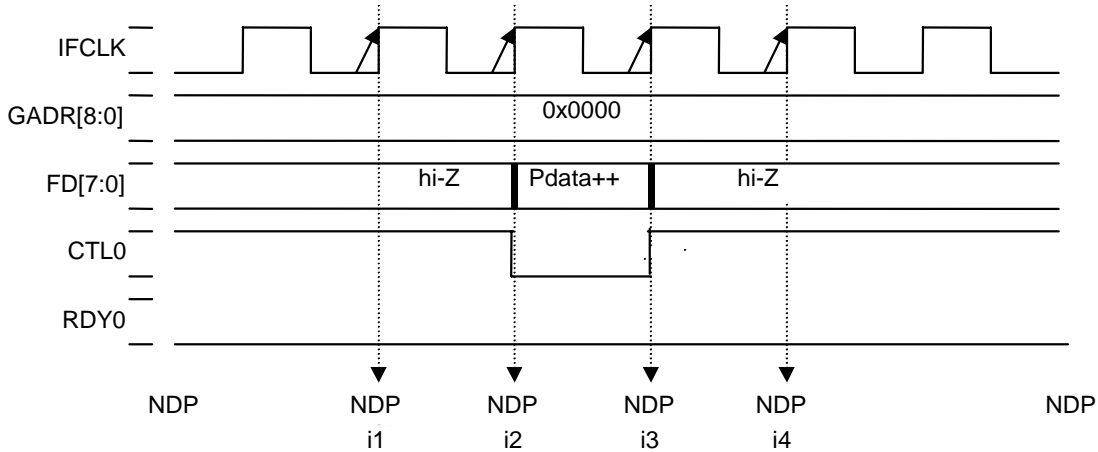 IFCLK
GADR[8:0]
0x0000
FD[7:0]
hi-Z Pdata++ hi-Z
CTL0
RDY0
NDP NDP NDP NDP NDP NDP
i1 i2 i3 i4